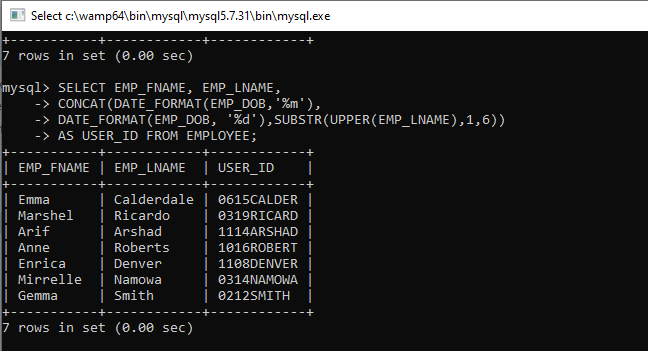 Select c:\wamp64\bin\mysql\mysql5.7.31\bin\mysql.exe
+-----------+------------+------------+
7 rows in set (0.00 sec)
mysql> SELECT EMP_FNAME, EMP_LNAME,
    -> CONCAT(DATE_FORMAT(EMP_DOB,'%m'),
    -> DATE_FORMAT(EMP_DOB, '%d'),SUBSTR(UPPER(EMP_LNAME),1,6))
    -> AS USER_ID FROM EMPLOYEE;
+-----------+------------+------------+
| EMP_FNAME | EMP_LNAME  | USER_ID    |
+-----------+------------+------------+
| Emma      | Calderdale | 0615CALDER |
| Marshel   | Ricardo    | 0319RICARD |
| Arif      | Arshad     | 1114ARSHAD |
| Anne      | Roberts    | 1016ROBERT |
| Enrica    | Denver     | 1108DENVER |
| Mirrelle  | Namowa     | 0314NAMOWA |
| Gemma     | Smith      | 0212SMITH  |
+-----------+------------+------------+
7 rows in set (0.00 sec)